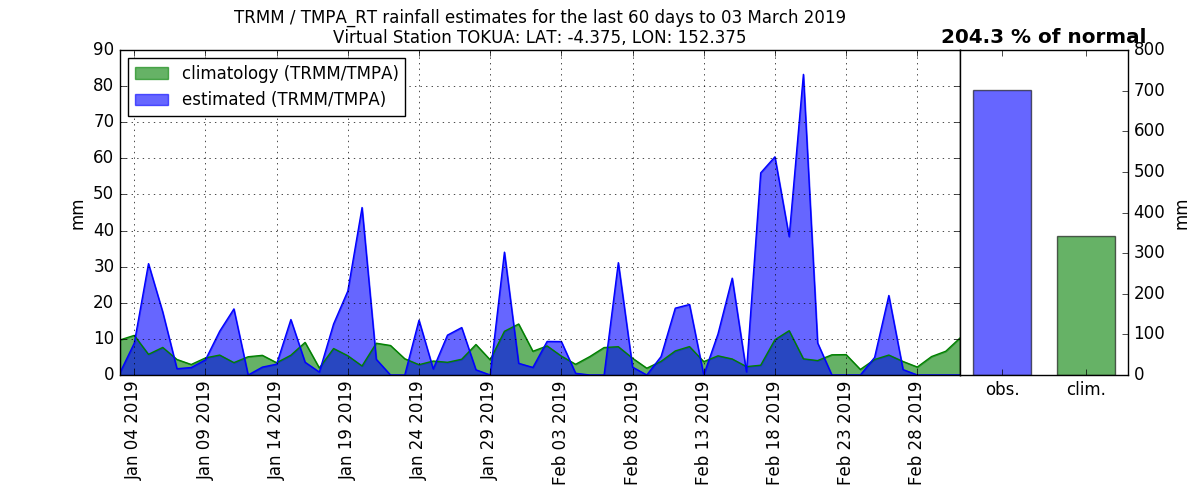 TRMM / TMPA_RT rainfall estimates for the last 60 days to 03 March 2019
Virtual Station TOKUA: LAT: -4.375, LON: 152.375
204.3 % of normal
climatology (TRMM/TMPA)
estimated (TRMM/TMPA)
mm
90
80
70
60
50
40
30
20
10
0
Jan 04 2019
Jan 09 2019
Jan 14 2019
Jan 19 2019
Jan 24 2019
Jan 29 2019
Feb 03 2019
Feb 08 2019
Feb 13 2019
Feb 18 2019
Feb 23 2019
Feb 28 2019
800
700
600
500
400
300
200
100
0
mm
obs.
clim.